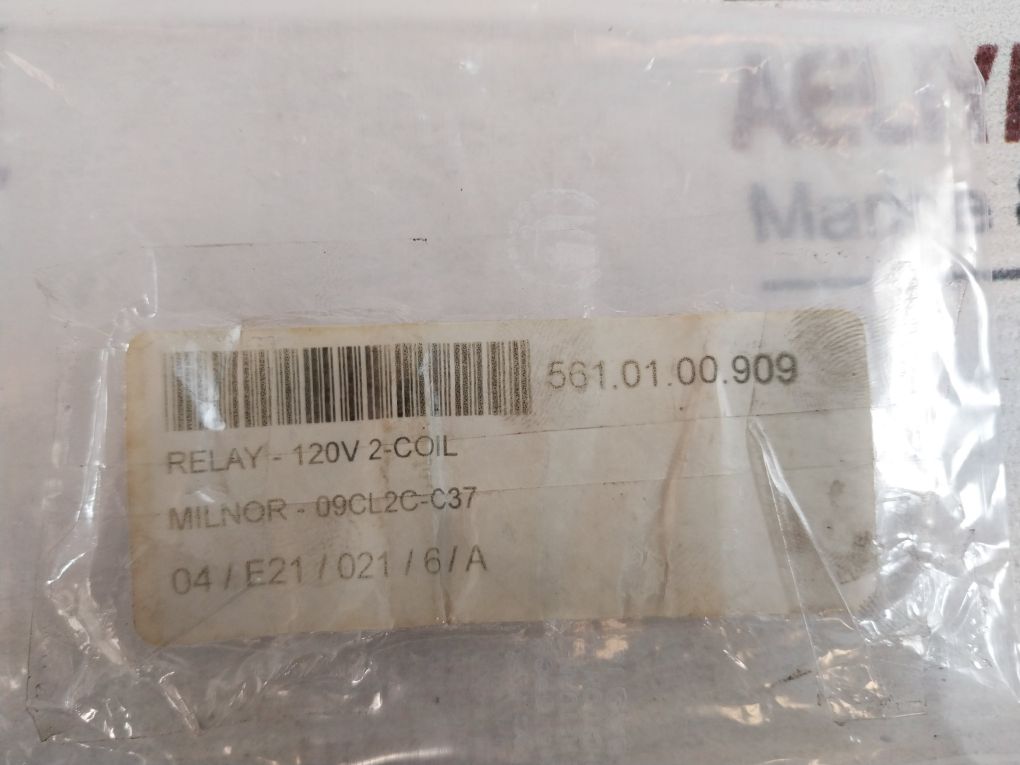 561.01.00.909
RELAY - 120V 2-COIL
MILNOR - 09CL2C-C37
04 / E21 / 021 / 6 / A